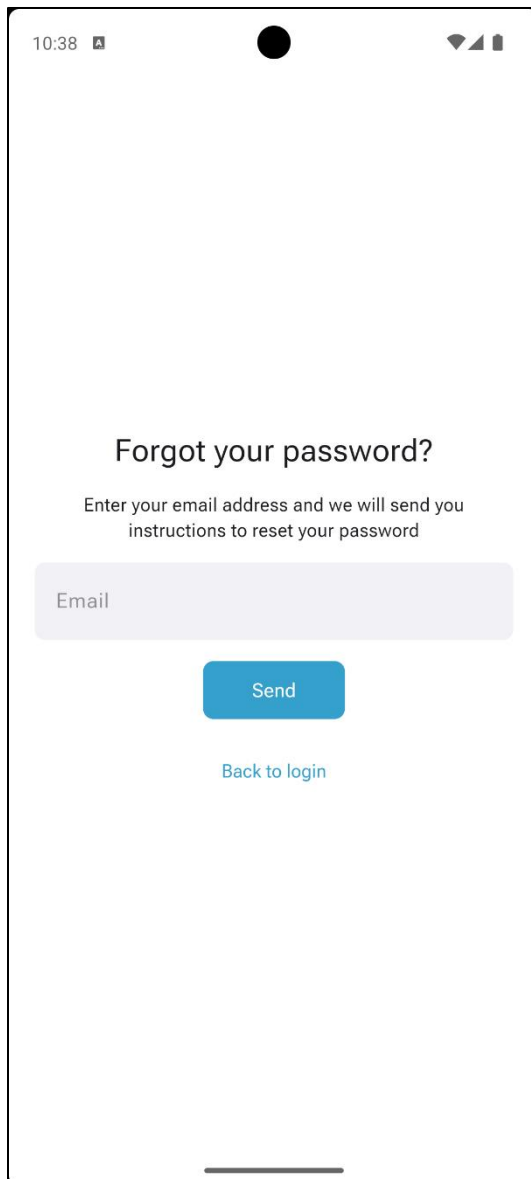 10:38 A
Forgot your password?
Enter your email address and we will send you
instructions to reset your password
Email
Send
Back to login